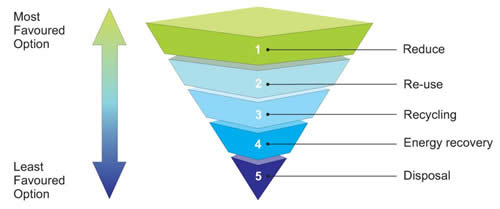 Most
Favoured
Option
1 Reduce
2 Re-use
3 Recycling
4 Energy recovery
5 Disposal
Least
Favoured
Option